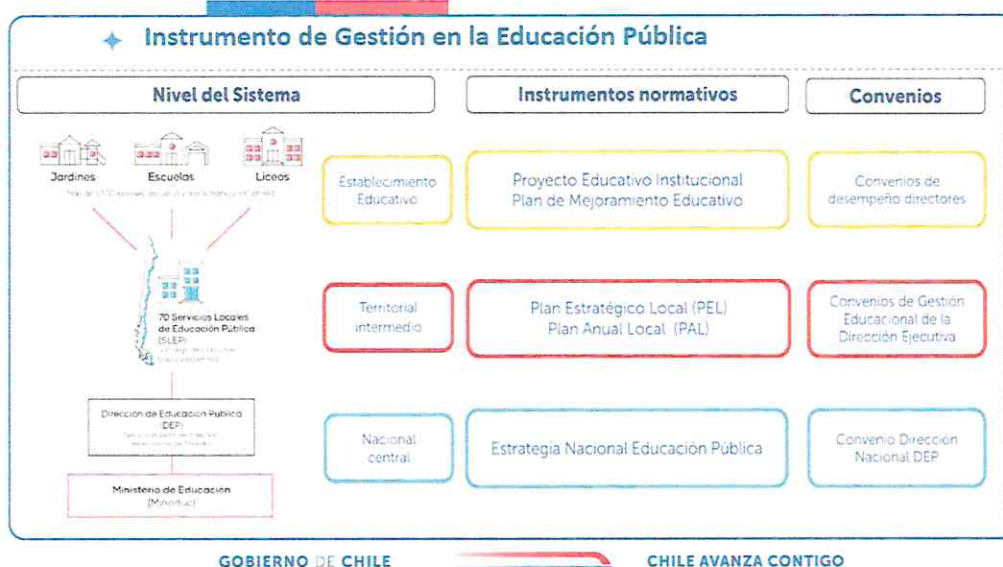 Instrumento de Gestión en la Educación Pública
Nivel del Sistema
Instrumentos normativos
Convenios
Jardines
Escuelas
Liceos
Establecimiento
Educativo
Proyecto Educativo Institucional
Plan de Mejoramiento Educativo
Convenios de
desempeño directores
70 Servicios Locales
de Educación Pública
(SLEP)
Territorial
intermedio
Plan Estratégico Local (PEL)
Plan Anual Local (PAL)
Convenios de Gestión
Educacional de la
Dirección Ejecutiva
Dirección de Educación Pública
(DEP)
Ministerio de Educación
(Mineduc)
Nacional
central
Estrategia Nacional Educación Pública
Convenio Dirección
Nacional DEP
GOBIERNO DE CHILE
CHILE AVANZA CONTIGO